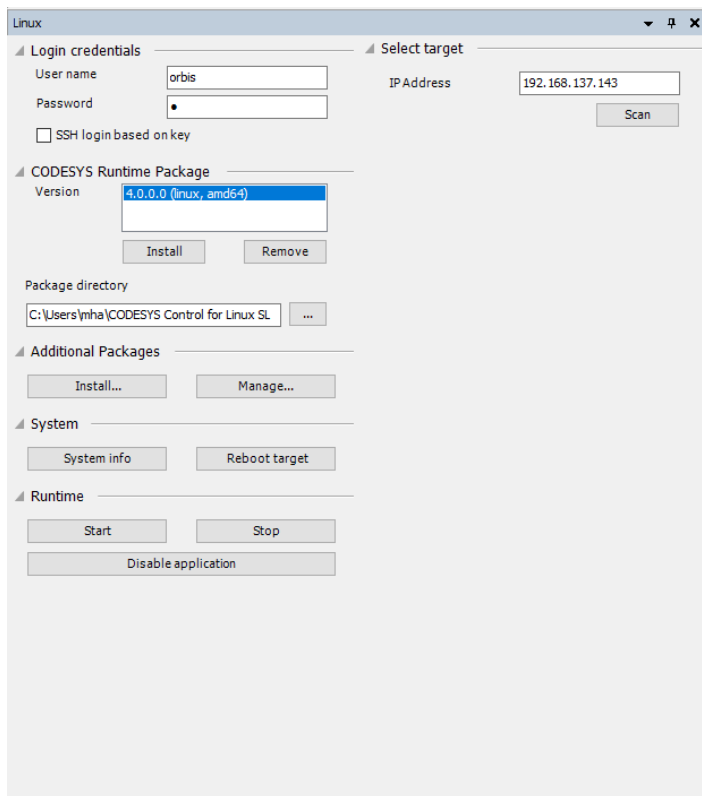 Linux
Login credentials
User name
orbis
Password
●
SSH login based on key
CODESYS Runtime Package
Version
4.0.0.0 (linux, amd64)
Install
Remove
Package directory
C:\Users\mha\CODESYS Control for Linux SL
...
Additional Packages
Install...
Manage...
System
System info
Reboot target
Runtime
Start
Stop
Disable application
Select target
IP Address
192.168.137.143
Scan